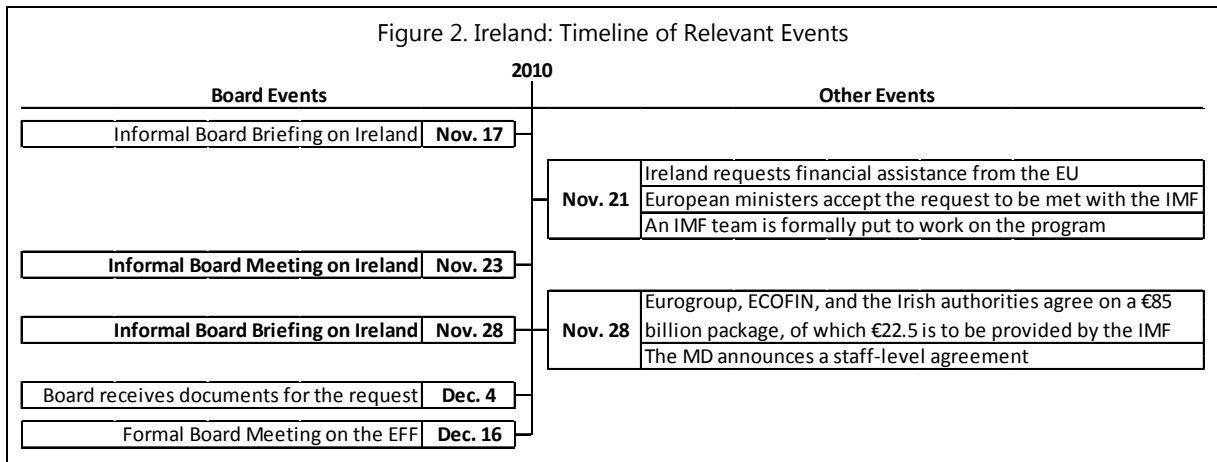 Figure 2. Ireland: Timeline of Relevant Events
2010
Board Events
Other Events
Informal Board Briefing on Ireland Nov. 17
Nov. 21
Ireland requests financial assistance from the EU
European ministers accept the request to be met with the IMF
An IMF team is formally put to work on the program
Informal Board Meeting on Ireland Nov. 23
Informal Board Briefing on Ireland Nov. 28
Nov. 28
Eurogroup, ECOFIN, and the Irish authorities agree on a €85
billion package, of which €22.5 is to be provided by the IMF
The MD announces a staff-level agreement
Board receives documents for the request Dec. 4
Formal Board Meeting on the EFF Dec. 16